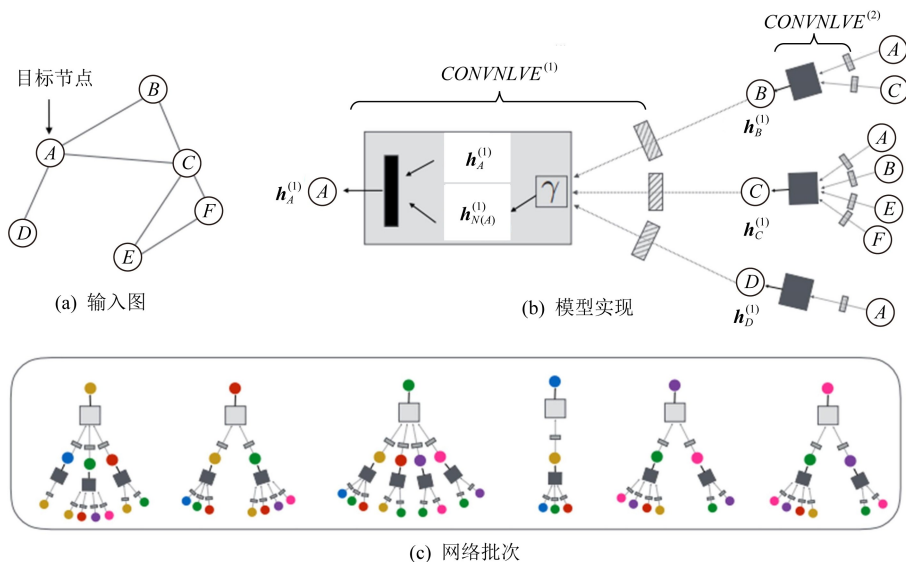 目标节点
A
B
C
D
E
F
(a) 输入图
CONVNLVE^{(1)}
CONVNLVE^{(2)}
h_A^{(1)}
A
h_A^{(1)}
h_{N(A)}^{(1)}
γ
B
h_B^{(1)}
A
C
C
h_C^{(1)}
A
B
E
F
D
h_D^{(1)}
A
(b) 模型实现
(c) 网络批次